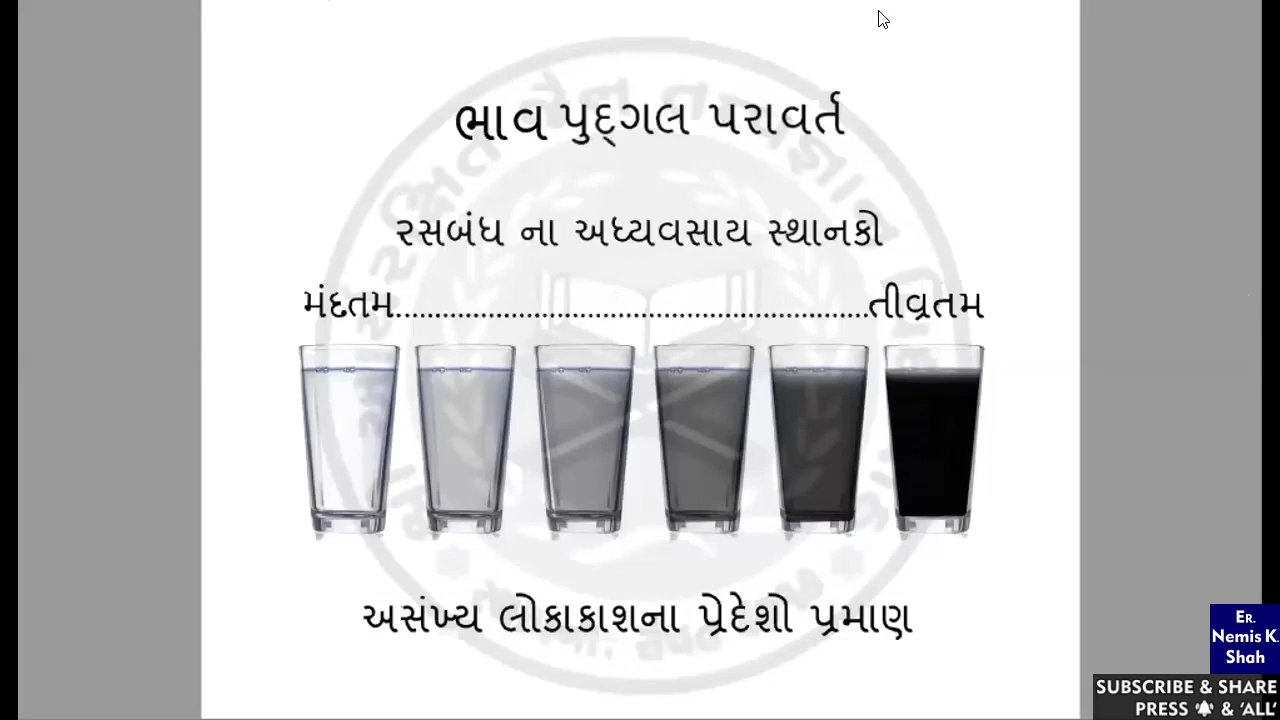 ભાવ પુદ્ગલ પરાવર્ત
રસબંધ ના અધ્યવસાય સ્થાનકો
મંદતમ...............................................................તીવ્રતમ
અસંખ્ય લોકાકાશના પ્રેદેશો પ્રમાણ
ER.
Nemis K.
Shah
SUBSCRIBE & SHARE
PRESS & ‘ALL’